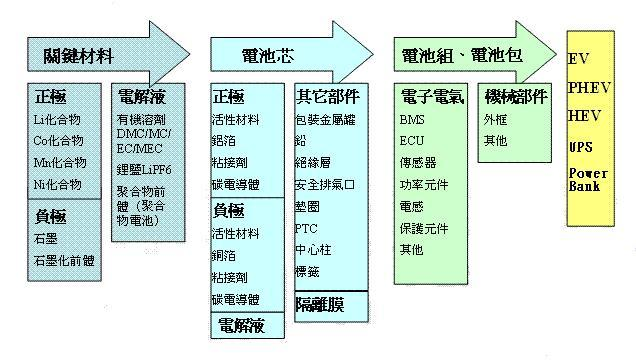 關鍵材料
正極
Li化合物
Co化合物
Mn化合物
Ni化合物
負極
石墨
石墨化前體
電解液
有機溶劑
DMC/MC/
EC/MEC
鋰鹽LiPF6
聚合物前
體（聚合
物電池）
電池芯
正極
活性材料
鋁箔
粘接劑
碳電導體
負極
活性材料
銅箔
粘接劑
碳電導體
電解液
其它部件
包裝金屬罐
鉛
絕緣層
安全排氣口
墊圈
PTC
中心柱
標籤
隔離膜
電池組、電池包
電子電氣
BMS
ECU
傳感器
功率元件
電感
保護元件
其他
機械部件
外框
其他
EV
PHEV
HEV
UPS
Power
Bank